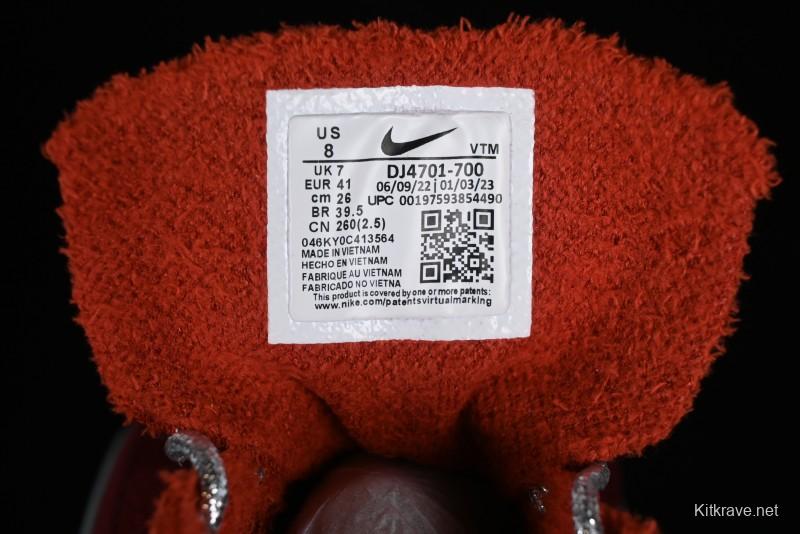 US
8
VTM
UK 7
DJ4701-700
EUR 41
06/09/22 | 01/03/23
cm 26
UPC 00197593854490
BR 39.5
CN 260(2.5)
046KY0C413564
MADE IN VIETNAM
HECHO EN VIETNAM
FABRIQUE AU VIETNAM
FABRICADO NO VIETNA
This product is covered by one or more patents:
www.nike.com/patentsvirtualmarking
Kitkrave.net